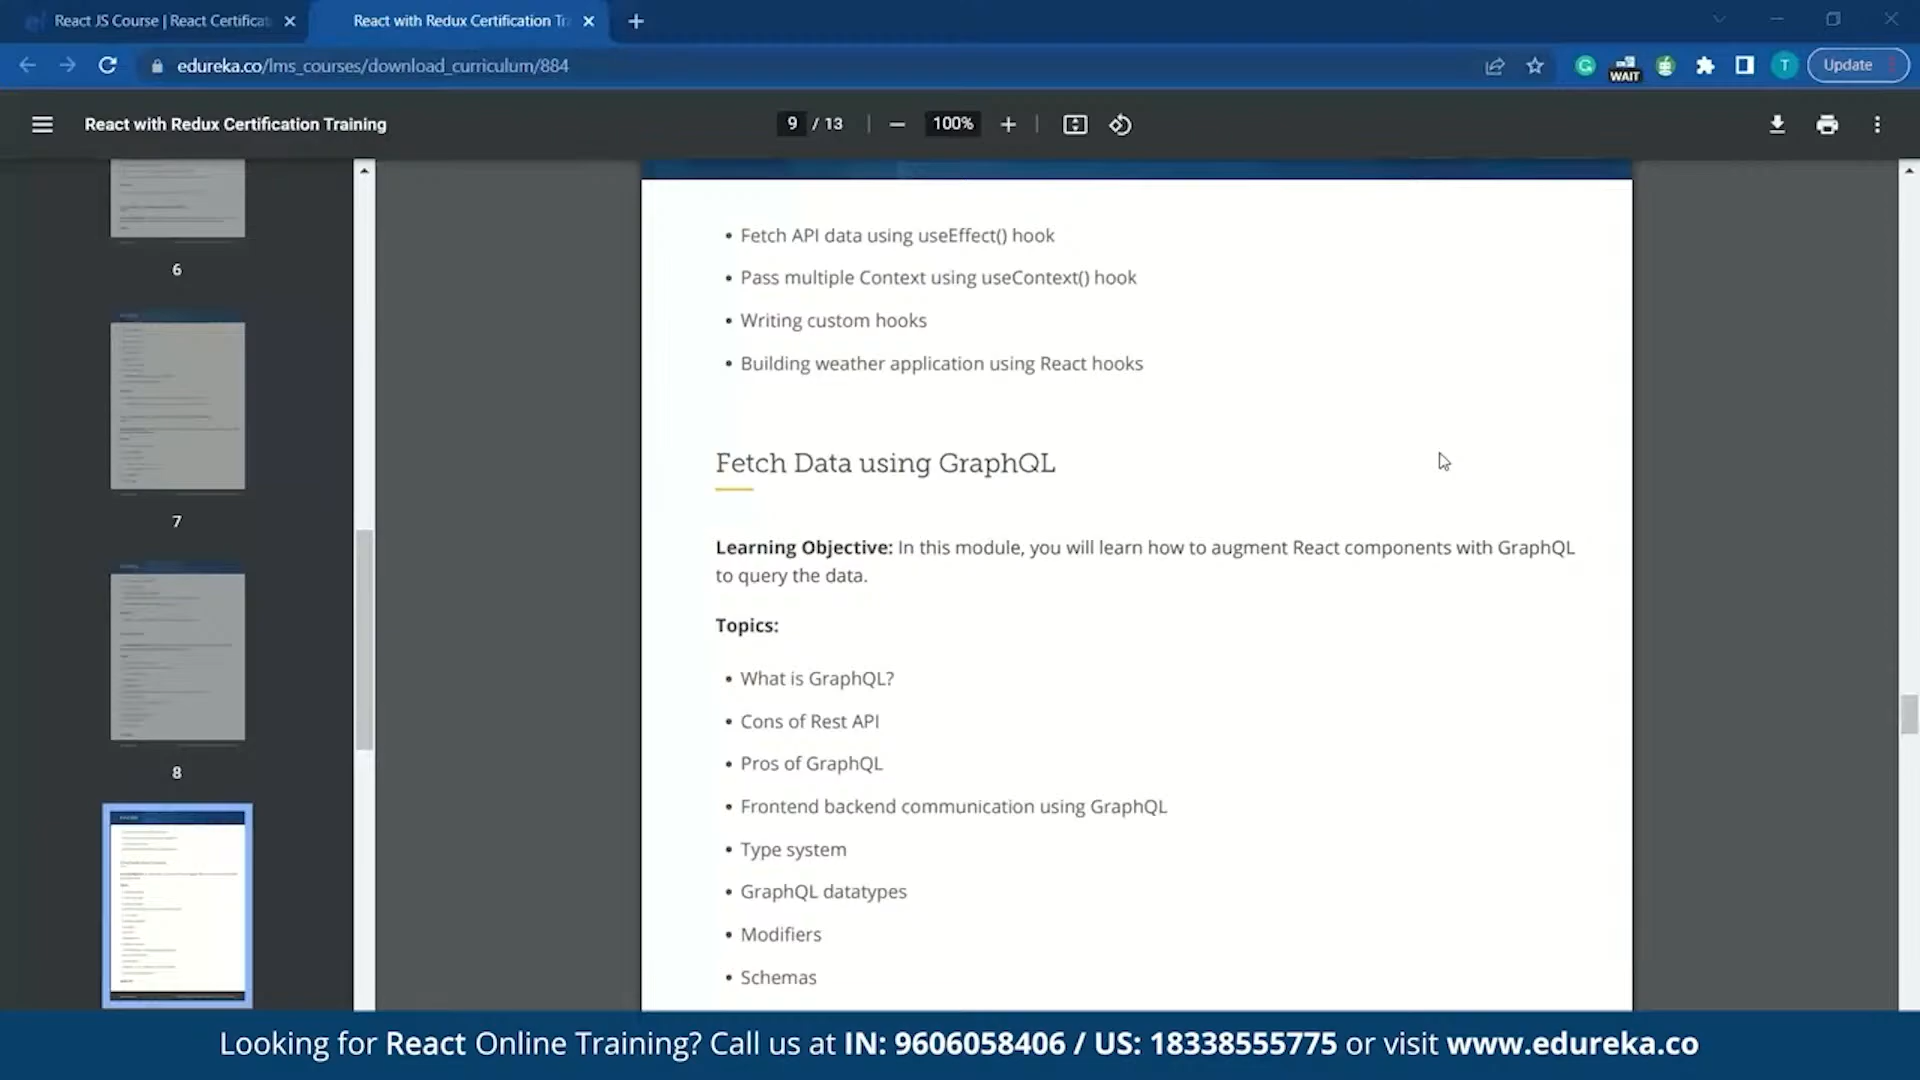 React JS Course | React Certificat
React with Redux Certification Tr
edureka.co/lms_courses/download_curriculum/884
WAIT
T
Update
React with Redux Certification Training
9 / 13
100%
6
7
8
• Fetch API data using useEffect() hook
• Pass multiple Context using useContext() hook
• Writing custom hooks
• Building weather application using React hooks
Fetch Data using GraphQL
Learning Objective: In this module, you will learn how to augment React components with GraphQL
to query the data.
Topics:
• What is GraphQL?
• Cons of Rest API
• Pros of GraphQL
• Frontend backend communication using GraphQL
• Type system
• GraphQL datatypes
• Modifiers
• Schemas
Looking for React Online Training? Call us at IN: 9606058406 / US: 18338555775 or visit www.edureka.co